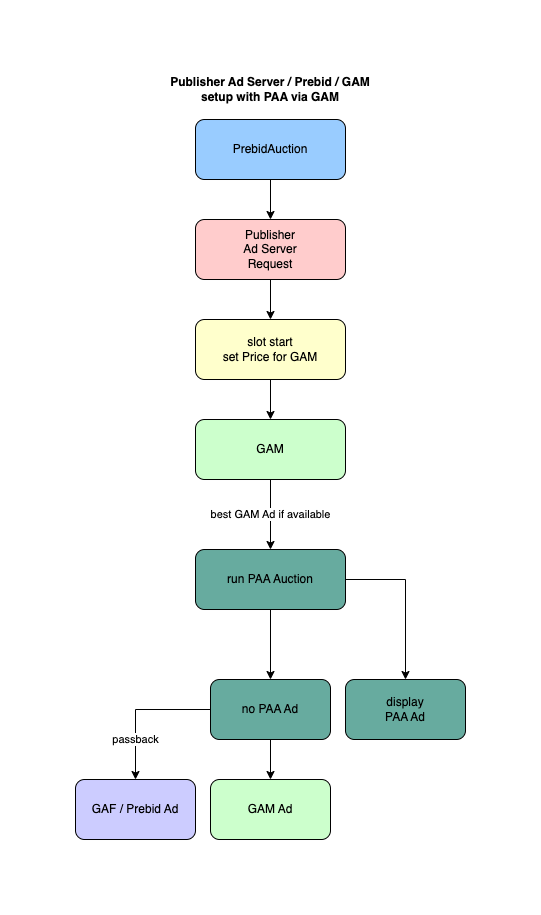 Publisher Ad Server / Prebid / GAM
setup with PAA via GAM
PrebidAuction
Publisher
Ad Server
Request
slot start
set Price for GAM
GAM
best GAM Ad if available
run PAA Auction
no PAA Ad
display
PAA Ad
passback
GAF / Prebid Ad
GAM Ad